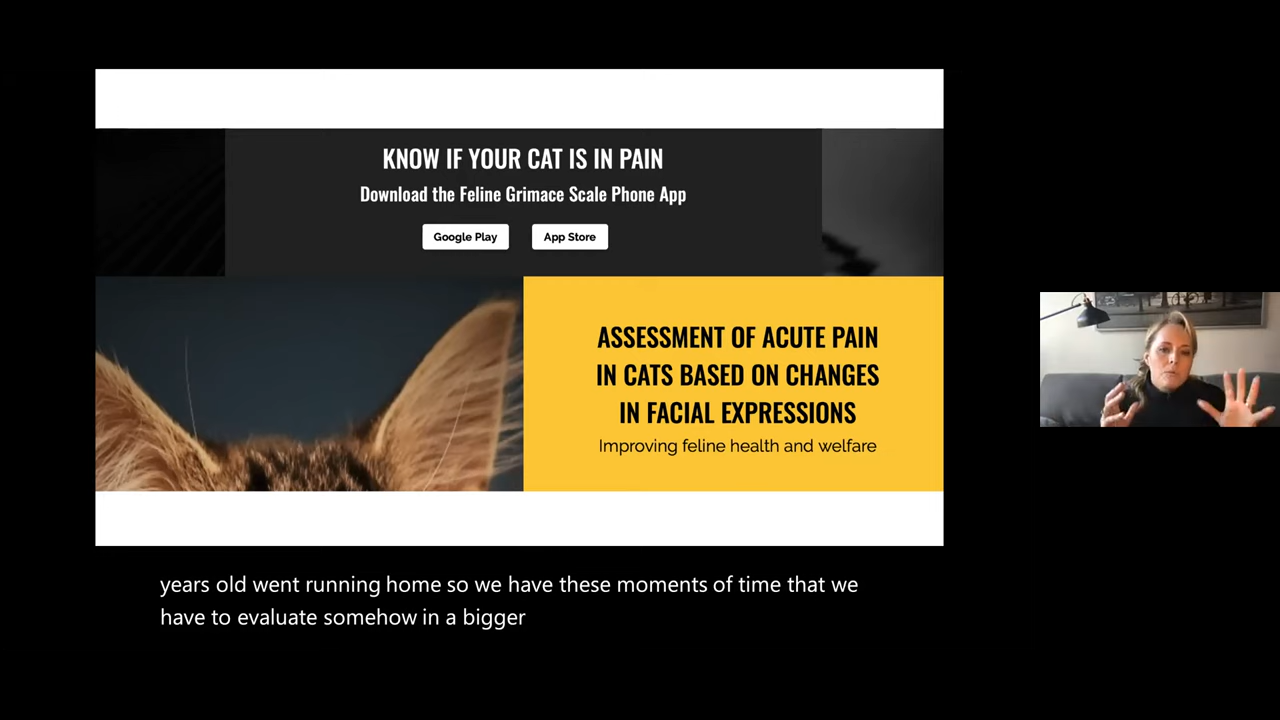 KNOW IF YOUR CAT IS IN PAIN
Download the Feline Grimace Scale Phone App
Google Play
App Store
ASSESSMENT OF ACUTE PAIN
IN CATS BASED ON CHANGES
IN FACIAL EXPRESSIONS
Improving feline health and welfare
years old went running home so we have these moments of time that we
have to evaluate somehow in a bigger